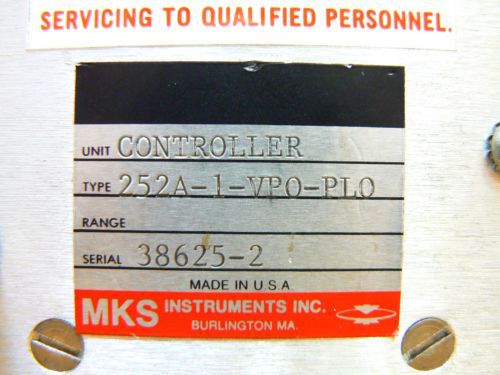 SERVICING TO QUALIFIED PERSONNEL.
UNIT CONTROLLER
TYPE 252A-1-VPO-PLO
RANGE
SERIAL 38625-2
MADE IN U.S.A
MKS INSTRUMENTS INC.
BURLINGTON MA.